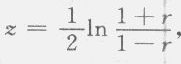 z = \frac{1}{2} \ln \frac{1+r}{1-r},